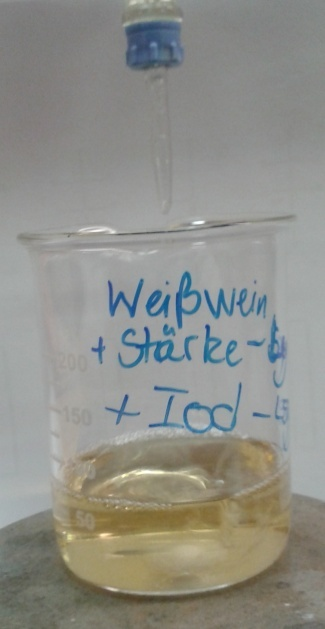 Weißwein
+ Stärke-
+ Iod -
200
150
50